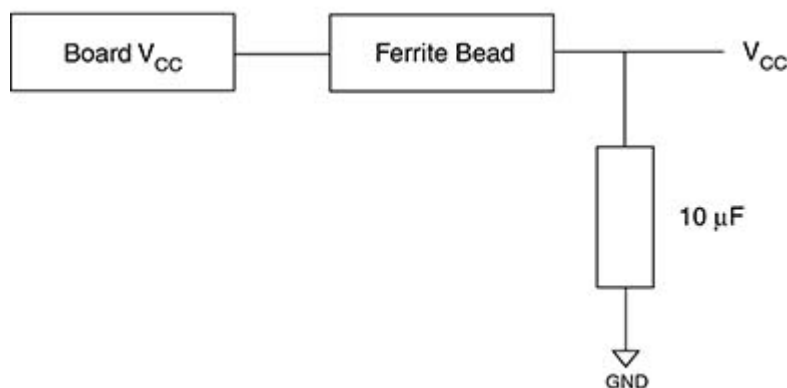 Board VCC
Ferrite Bead
VCC
10 μF
GND